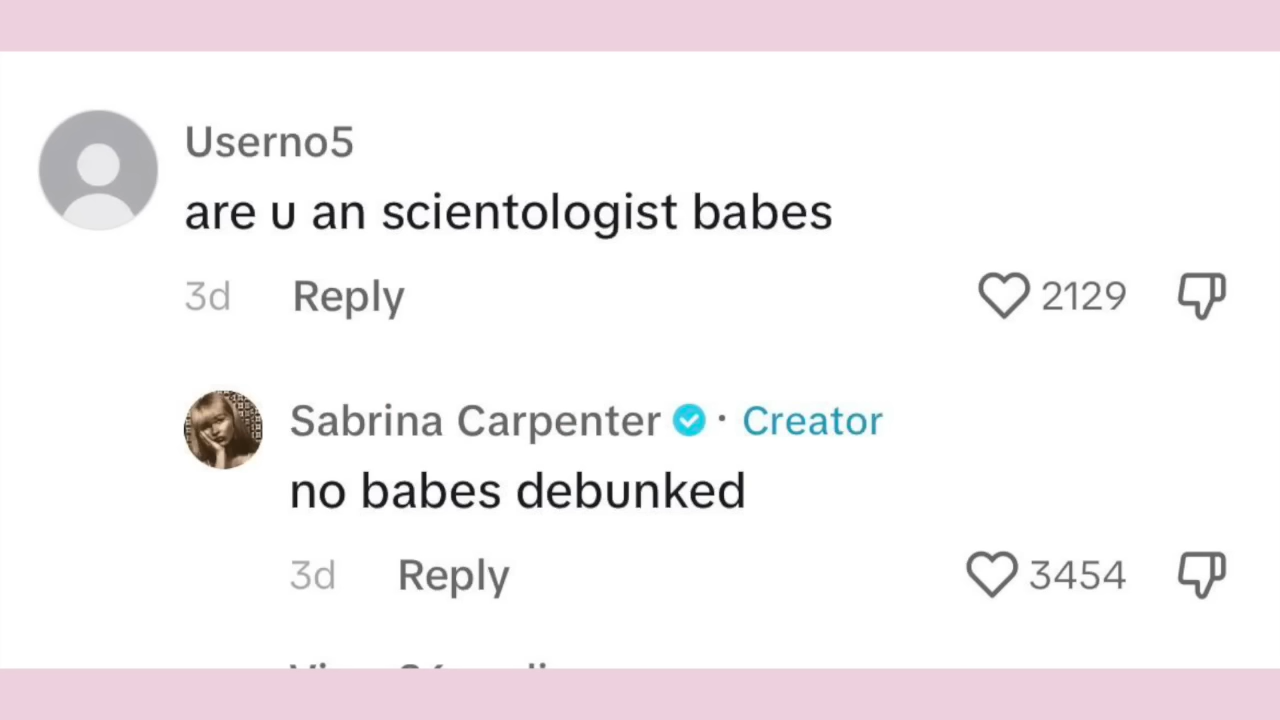 Userno5
are u an scientologist babes
3d Reply 2129
Sabrina Carpenter · Creator
no babes debunked
3d Reply 3454